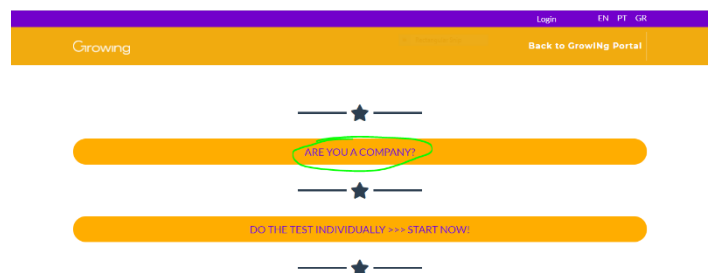 Login EN PT GR
Growing Back to GrowINg Portal
ARE YOU A COMPANY?
DO THE TEST INDIVIDUALLY >>> START NOW!